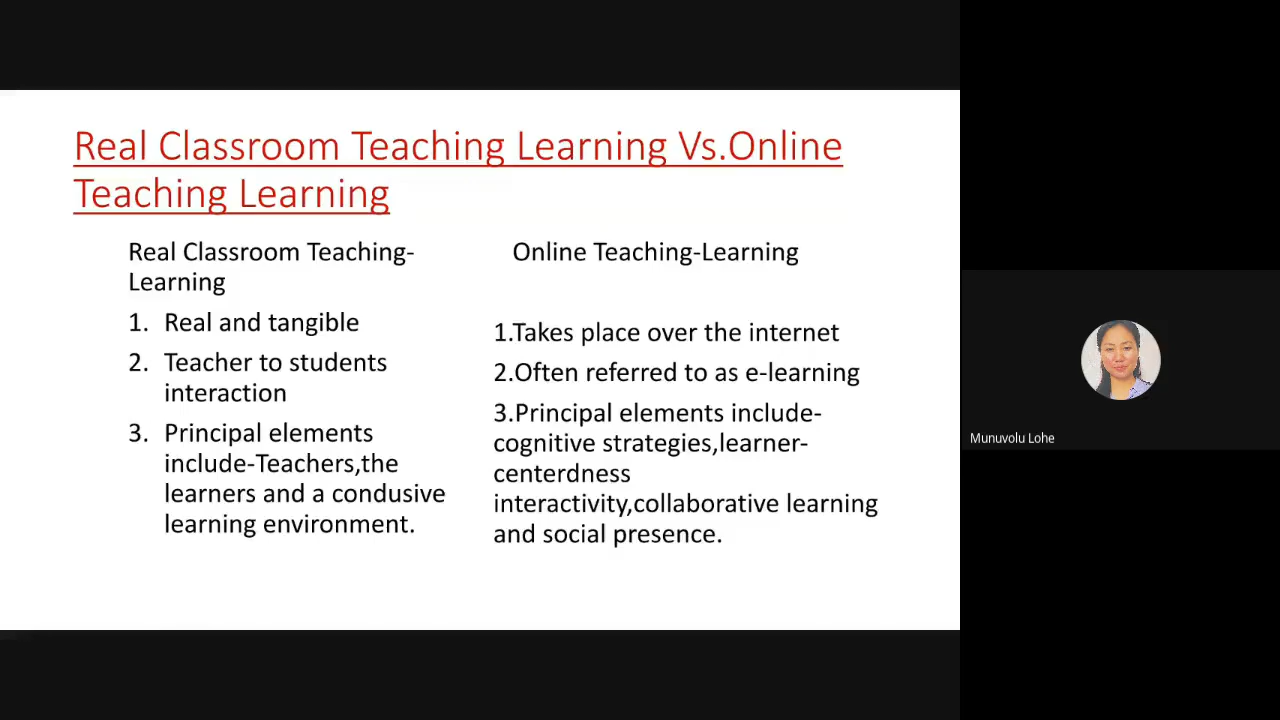 Real Classroom Teaching Learning Vs.Online
Teaching Learning
Real Classroom Teaching-
Learning
1. Real and tangible
2. Teacher to students
interaction
3. Principal elements
include-Teachers,the
learners and a condusive
learning environment.
Online Teaching-Learning
1.Takes place over the internet
2.Often referred to as e-learning
3.Principal elements include-
cognitive strategies,learner-
centerdness
interactivity,collaborative learning
and social presence.
Munuvolu Lohe